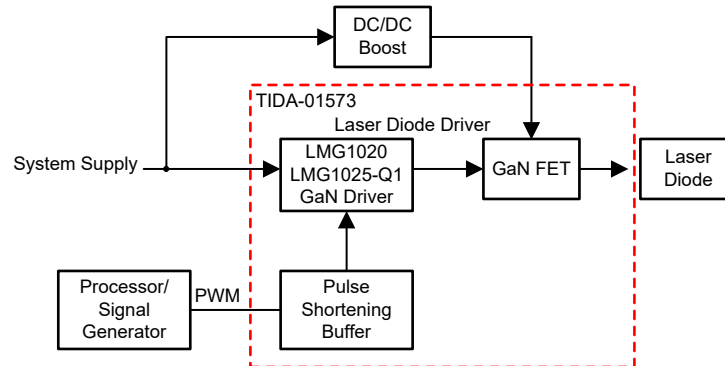 DC/DC
Boost
TIDA-01573
Laser Diode Driver
System Supply
LMG1020
LMG1025-Q1
GaN Driver
GaN FET
Laser
Diode
Processor/
Signal
Generator
PWM
Pulse
Shortening
Buffer